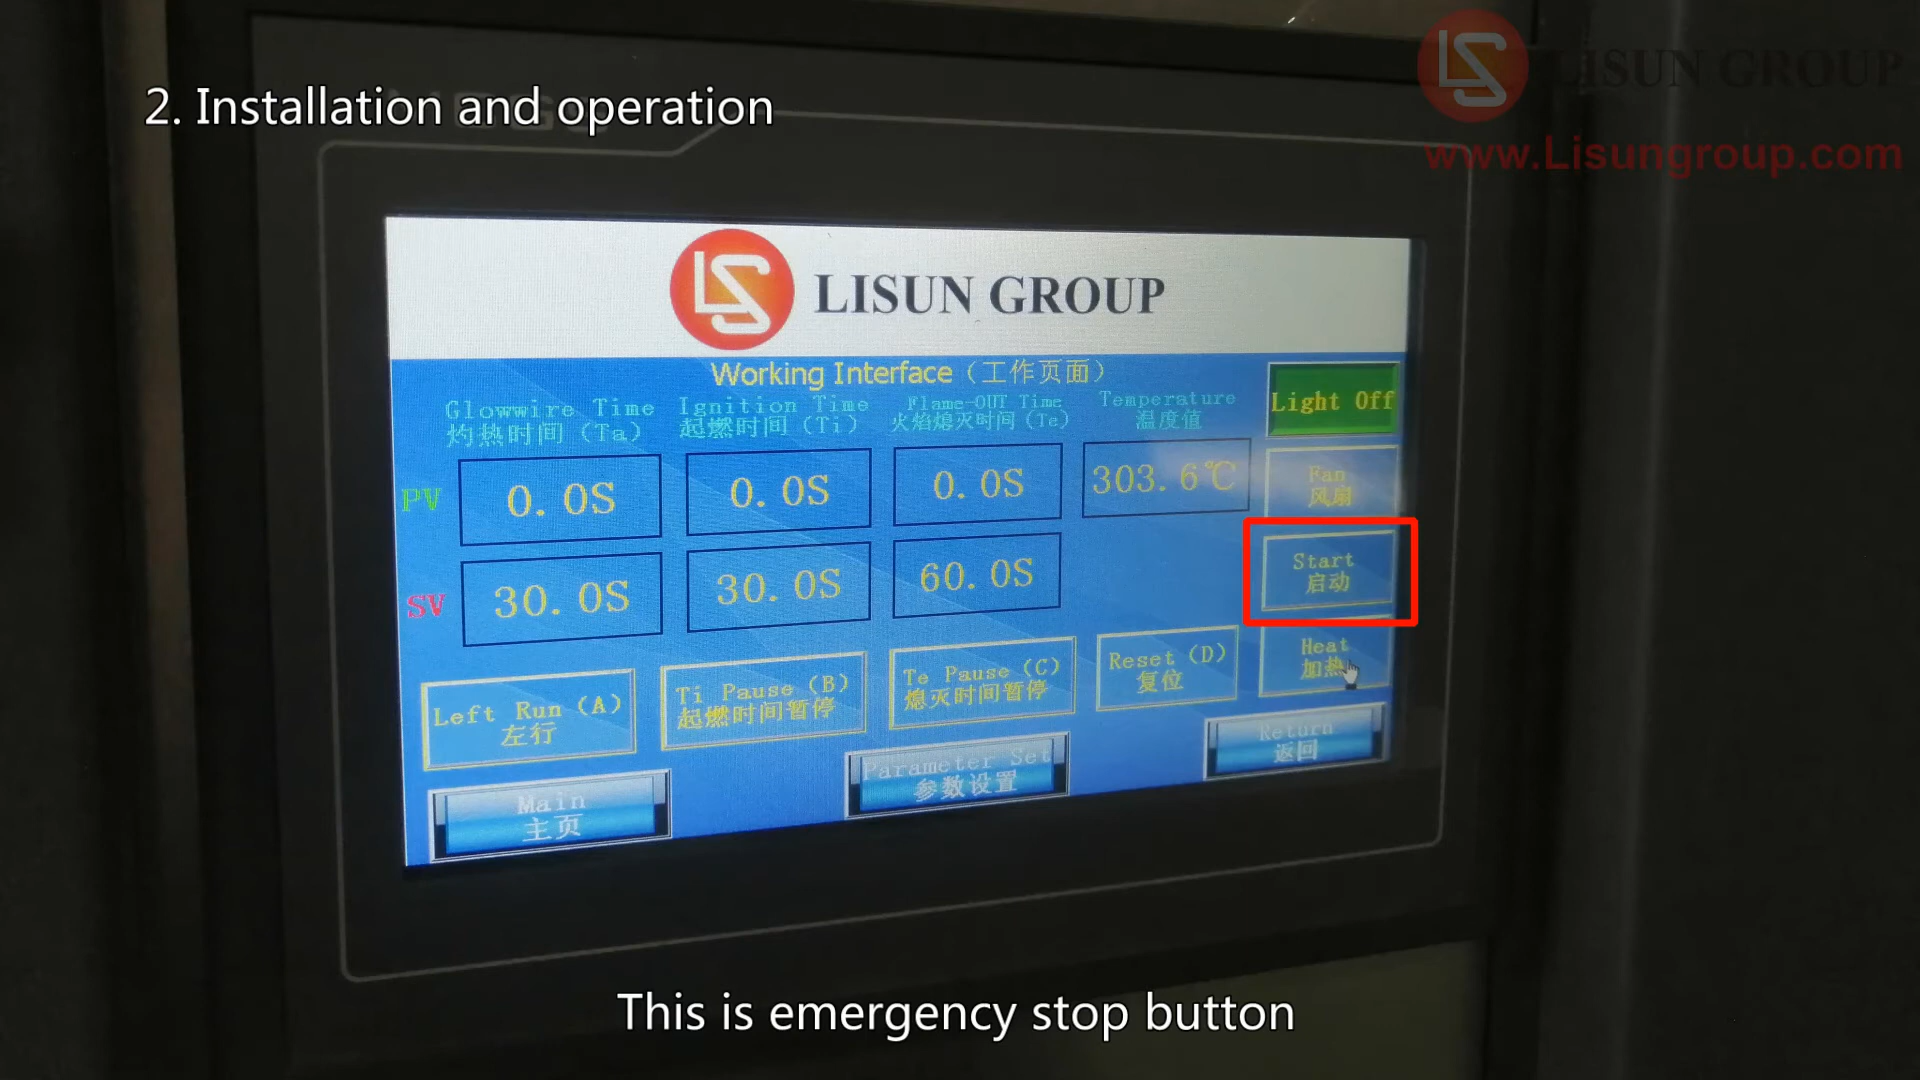 2. Installation and operation
LISUN GROUP
www.Lisungroup.com
LISUN GROUP
Working Interface（工作页面）
Light Off
Glowwire Time
灼热时间（Ta）
Ignition Time
起燃时间（Ti）
Flame-OUT Time
火焰熄灭时间（Te）
Temperature
温度值
PV
0.0S
0.0S
0.0S
303.6℃
Fan
风扇
SV
30.0S
30.0S
60.0S
Start
启动
Heat
加热
Left Run（A）
左行
Ti Pause（B）
起燃时间暂停
Te Pause（C）
熄灭时间暂停
Reset（D）
复位
Main
主页
Parameter Set
参数设置
Return
返回
This is emergency stop button